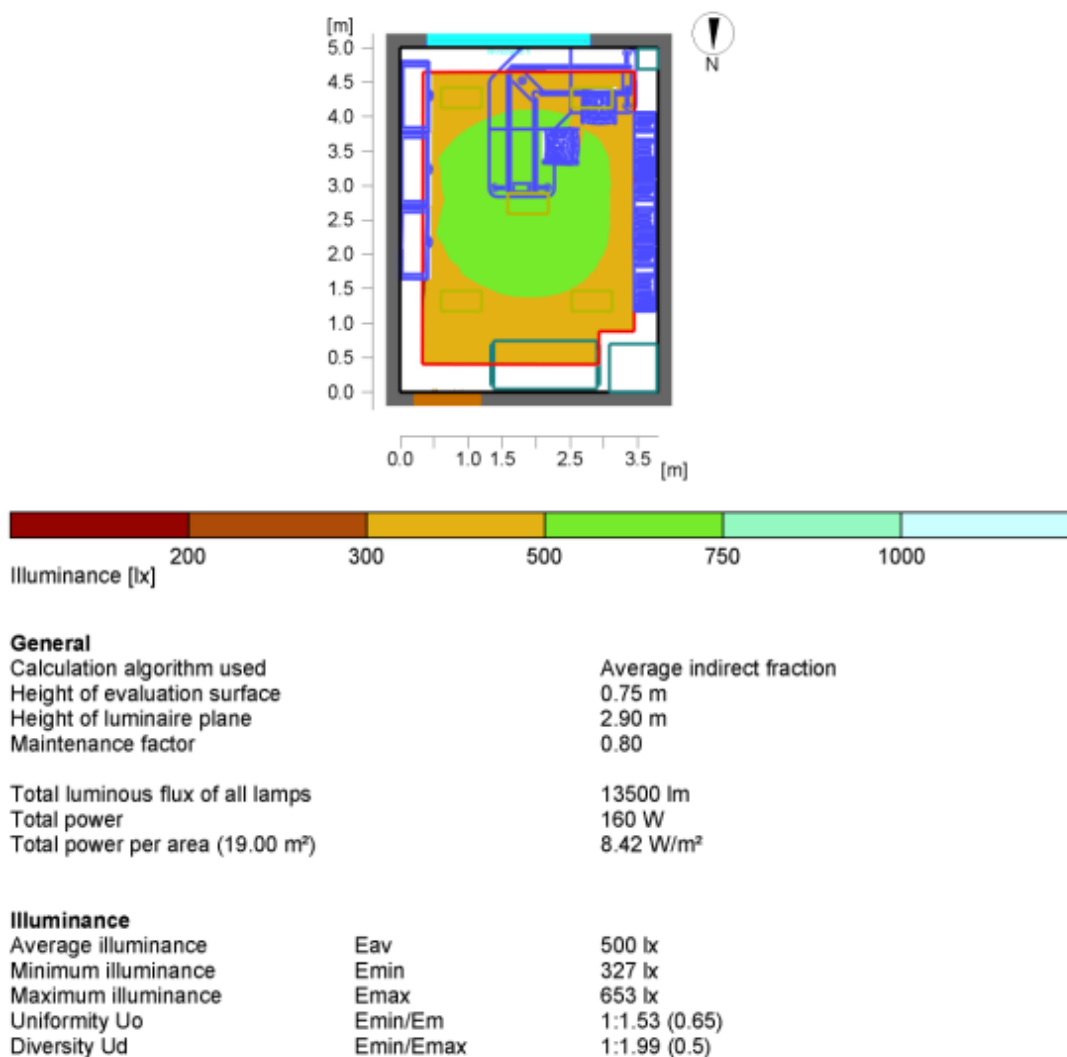 [m]
5.0
4.5
4.0
3.5
3.0
2.5
2.0
1.5
1.0
0.5
0.0
N
0.0 1.0 1.5 2.5 3.5
[m]
200 300 500 750 1000
Illuminance [lx]
General
Calculation algorithm used Average indirect fraction
Height of evaluation surface 0.75 m
Height of luminaire plane 2.90 m
Maintenance factor 0.80
Total luminous flux of all lamps 13500 lm
Total power 160 W
Total power per area (19.00 m²) 8.42 W/m²
Illuminance
Average illuminance Eav 500 lx
Minimum illuminance Emin 327 lx
Maximum illuminance Emax 653 lx
Uniformity Uo Emin/Em 1:1.53 (0.65)
Diversity Ud Emin/Emax 1:1.99 (0.5)